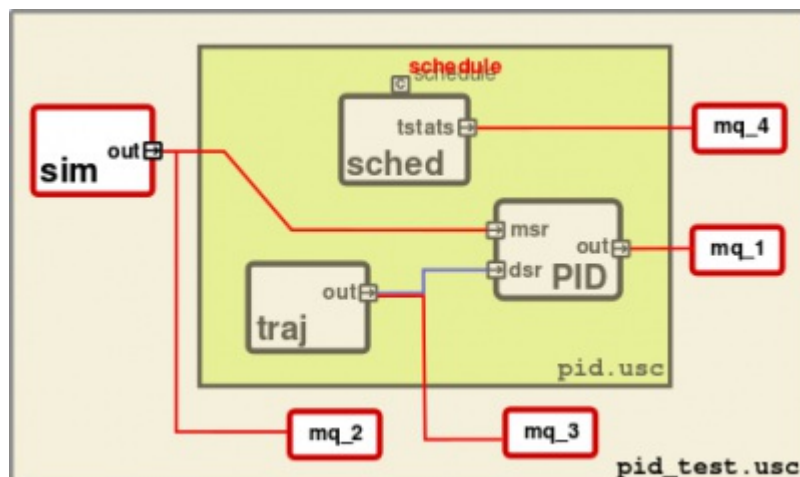 schedule
schedule
C
tstats
sched
mq_4
out
sim
msr
out
dsr
PID
mq_1
out
traj
pid.usc
mq_2
mq_3
pid_test.usc